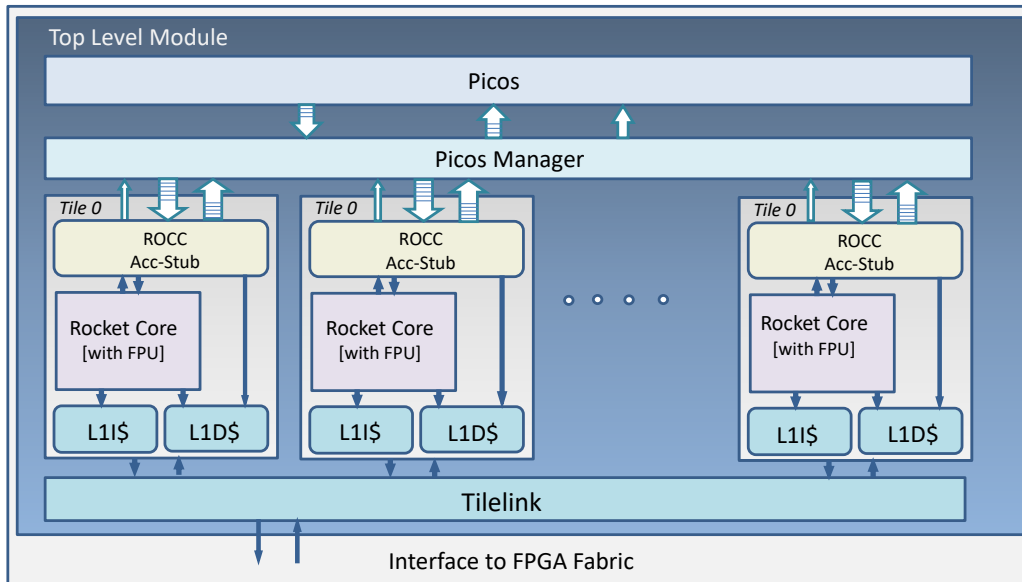 Top Level Module
Picos
Picos Manager
Tile 0
ROCC
Acc-Stub
Rocket Core
[with FPU]
L1I$
L1D$
Tile 0
ROCC
Acc-Stub
Rocket Core
[with FPU]
L1I$
L1D$
Tile 0
ROCC
Acc-Stub
Rocket Core
[with FPU]
L1I$
L1D$
Tilelink
Interface to FPGA Fabric